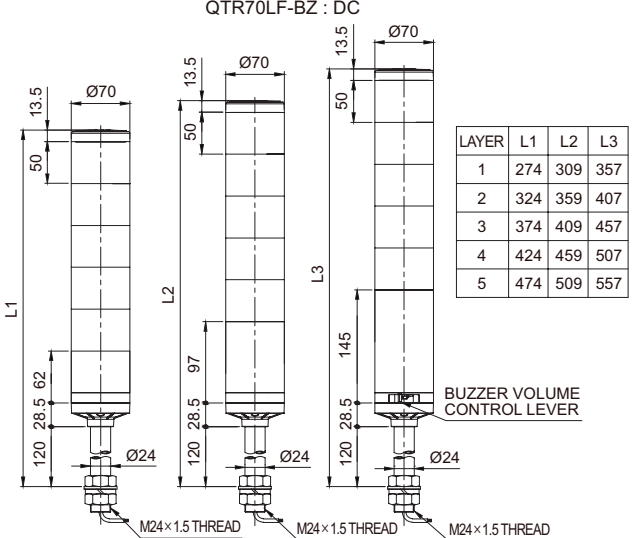 QTR70LF-BZ : DC
Ø70
13.5
50
L1
62
28.5
120
Ø24
M24×1.5 THREAD
Ø70
13.5
50
L2
97
28.5
120
Ø24
M24×1.5 THREAD
Ø70
13.5
50
L3
145
28.5
120
Ø24
M24×1.5 THREAD
BUZZER VOLUME
CONTROL LEVER
LAYER L1 L2 L3
1 274 309 357
2 324 359 407
3 374 409 457
4 424 459 507
5 474 509 557